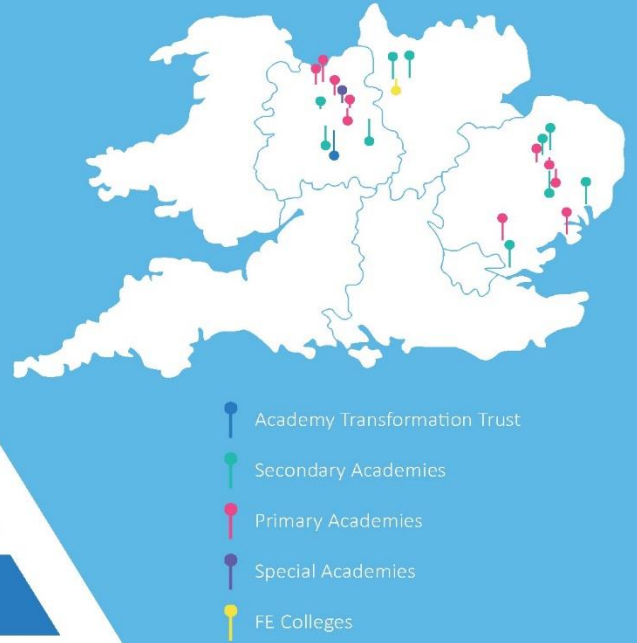 Academy Transformation Trust
Secondary Academies
Primary Academies
Special Academies
FE Colleges